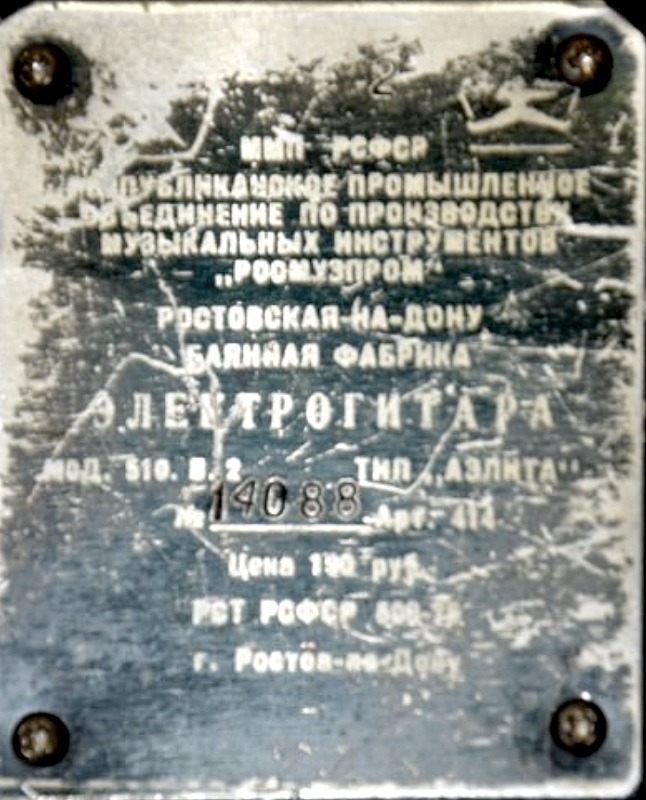 2
ММП РСФСР
РЕСПУБЛИКАНСКОЕ ПРОМЫШЛЕННОЕ
ОБЪЕДИНЕНИЕ ПО ПРОИЗВОДСТВУ
МУЗЫКАЛЬНЫХ ИНСТРУМЕНТОВ
„РОСМУЗПРОМ"
РОСТОВСКАЯ-НА-ДОНУ
БАЯННАЯ ФАБРИКА
ЭЛЕКТРОГИТАРА
МОД. 510. В. 2 ТИП „АЭЛИТА"
№ 14088 Арт. 414
Цена 190 руб.
РСТ РСФСР
г. Ростов-на-Дону